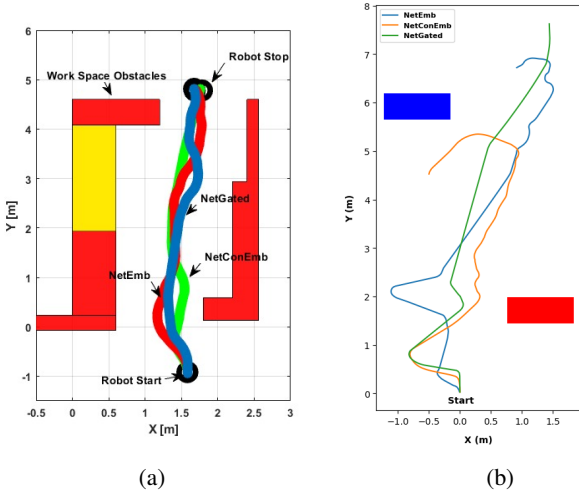 6
5
4
3
2
1
0
-1
-0.5
0
0.5
1
1.5
2
2.5
3
Y [m]
X [m]
Work Space Obstacles
Robot Stop
NetGated
NetConEmb
NetEmb
Robot Start
(a)
8
7
6
5
4
3
2
1
0
−1.0
−0.5
0.0
0.5
1.0
1.5
Y (m)
X (m)
NetEmb
NetConEmb
NetGated
Start
(b)